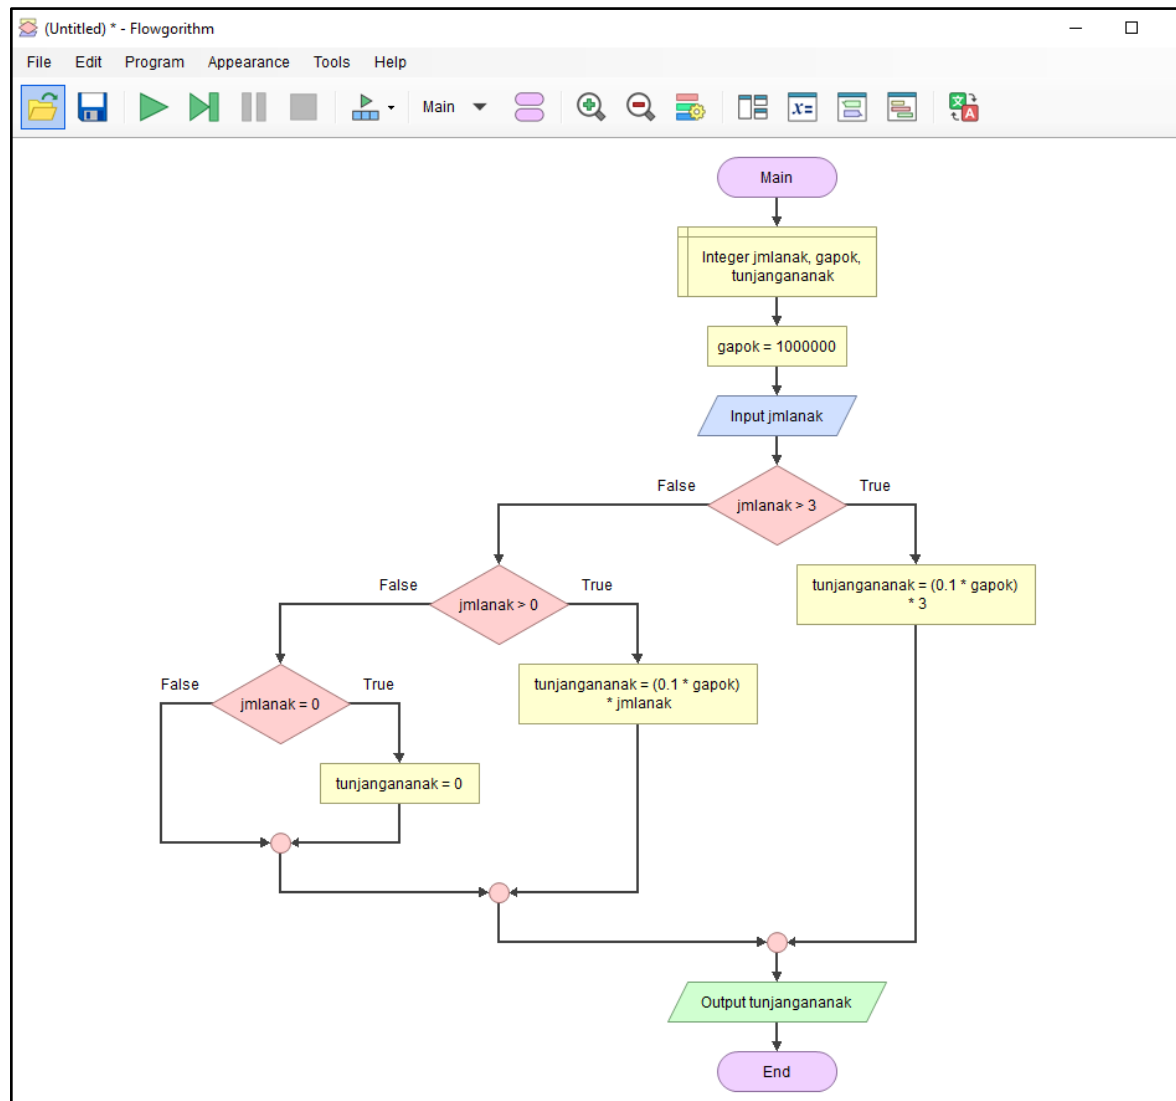 (Untitled) * - Flowgorithm
File Edit Program Appearance Tools Help
Main
x=
A
Main
Integer jmlanak, gapok,
tunjangananak
gapok = 1000000
Input jmlanak
False
True
jmlanak > 3
False
True
jmlanak > 0
tunjangananak = (0.1 * gapok)
* 3
False
True
jmlanak = 0
tunjangananak = (0.1 * gapok)
* jmlanak
tunjangananak = 0
Output tunjangananak
End